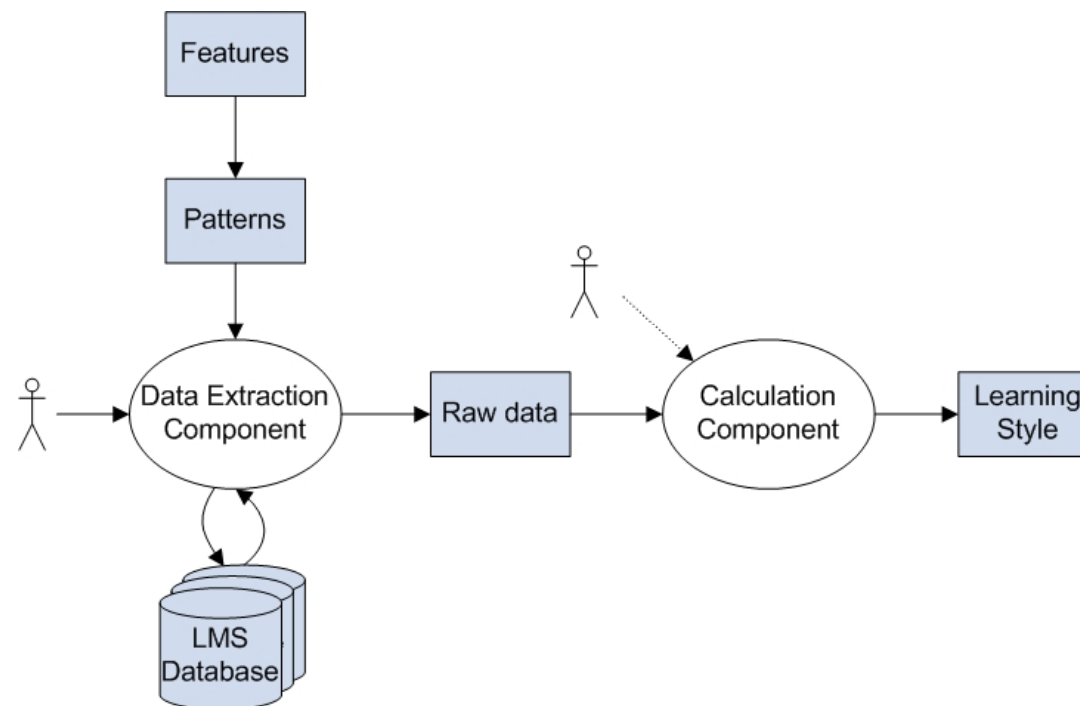 Features
Patterns
Data Extraction
Component
Raw data
Calculation
Component
Learning
Style
LMS
Database